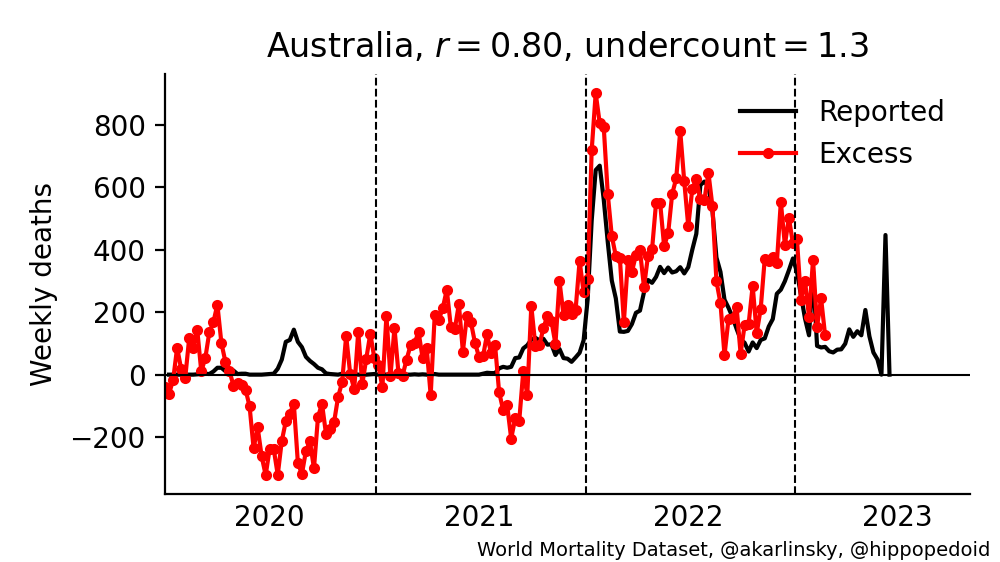 Australia, r = 0.80, undercount = 1.3
Reported
Excess
Weekly deaths
800
600
400
200
0
−200
2020 2021 2022 2023
World Mortality Dataset, @akarlinsky, @hippopedoid